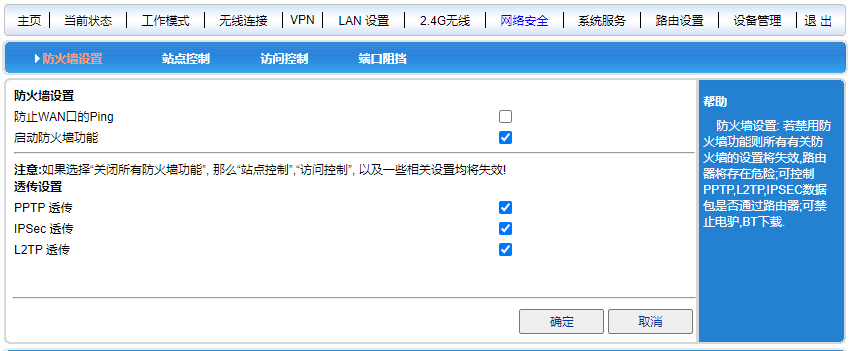 主页 当前状态 工作模式 无线连接 VPN LAN 设置 2.4G无线 网络安全 系统服务 路由设置 设备管理 退 出
防火墙设置 站点控制 访问控制 端口阻挡
防火墙设置
防止WAN口的Ping
启动防火墙功能
注意:如果选择“关闭所有防火墙功能”, 那么“站点控制”,“访问控制”, 以及一些相关设置均将失效!
透传设置
PPTP 透传
IPSec 透传
L2TP 透传
确定 取消
帮助
防火墙设置: 若禁用防
火墙功能则所有有关防
火墙的设置将失效,路由
器将存在危险;可控制
PPTP,L2TP,IPSEC数据
包是否通过路由器;可禁
止电驴,BT下载.